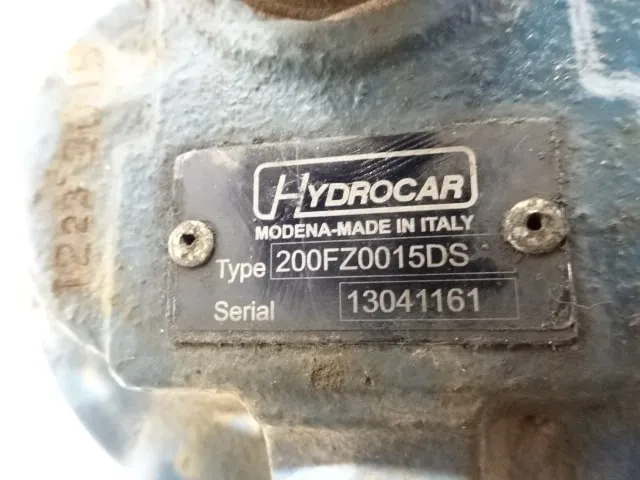 HYDROCAR
MODENA-MADE IN ITALY
Type 200FZ0015DS
Serial 13041161